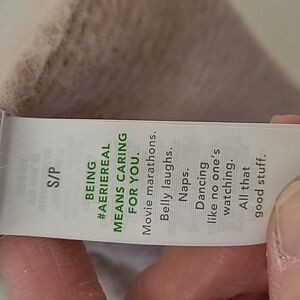 S/P
BEING
#AERIEREAL
MEANS CARING
FOR YOU.
Movie marathons.
Belly laughs.
Naps.
Dancing
like no one's
watching.
All that
good stuff.